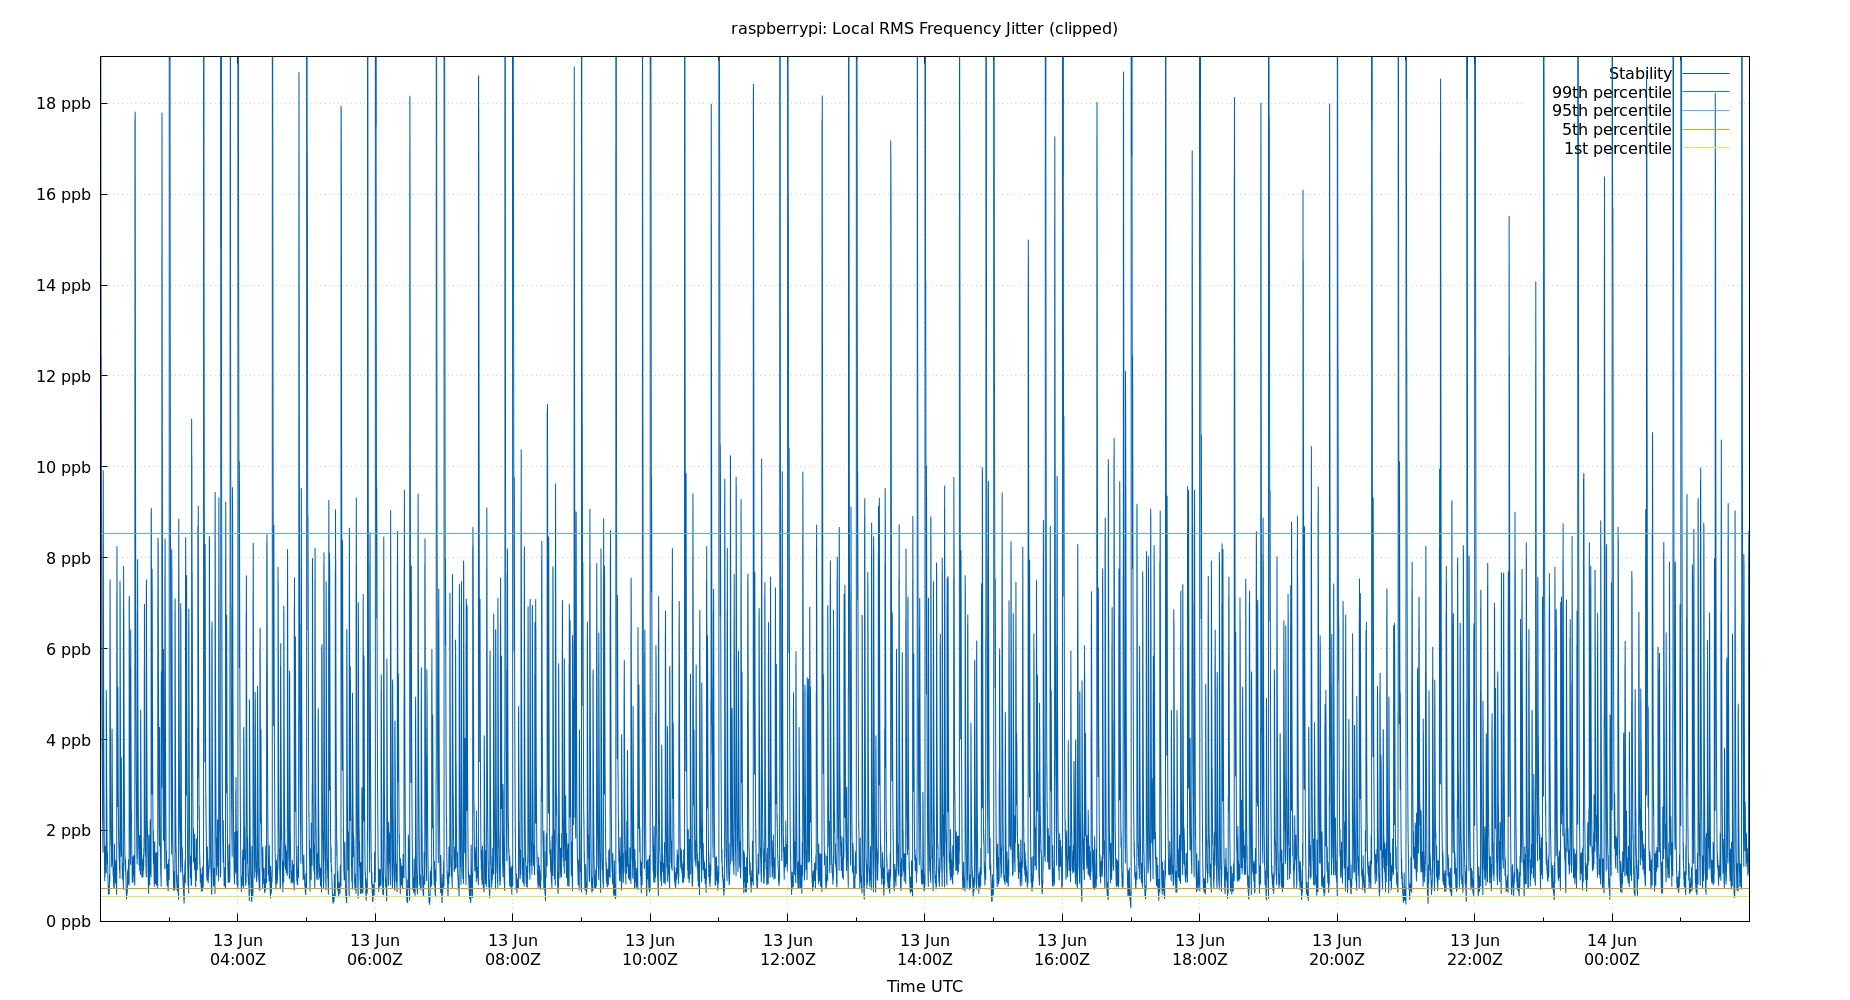 raspberrypi: Local RMS Frequency Jitter (clipped)
Stability
99th percentile
95th percentile
5th percentile
1st percentile
18 ppb
16 ppb
14 ppb
12 ppb
10 ppb
8 ppb
6 ppb
4 ppb
2 ppb
0 ppb
13 Jun 13 Jun 13 Jun 13 Jun 13 Jun 13 Jun 13 Jun 13 Jun 13 Jun 13 Jun 14 Jun
04:00Z 06:00Z 08:00Z 10:00Z 12:00Z 14:00Z 16:00Z 18:00Z 20:00Z 22:00Z 00:00Z
Time UTC